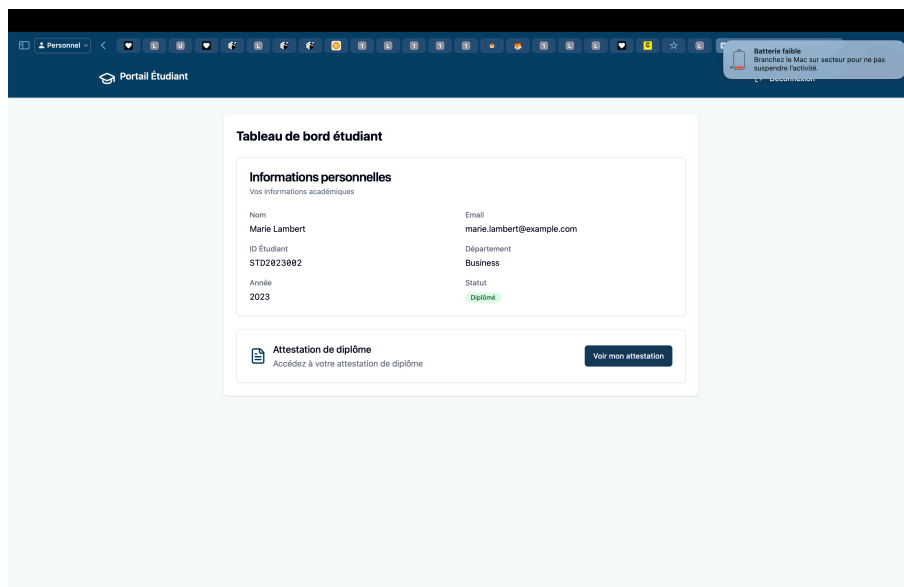 Personnel
Batterie faible
Branchez le Mac sur secteur pour ne pas
suspendre l'activité.
Portail Étudiant
Tableau de bord étudiant
Informations personnelles
Vos informations académiques
Nom
Email
Marie Lambert
marie.lambert@example.com
ID Étudiant
Département
STD2023002
Business
Année
Statut
2023
Diplômé
Attestation de diplôme
Accédez à votre attestation de diplôme
Voir mon attestation